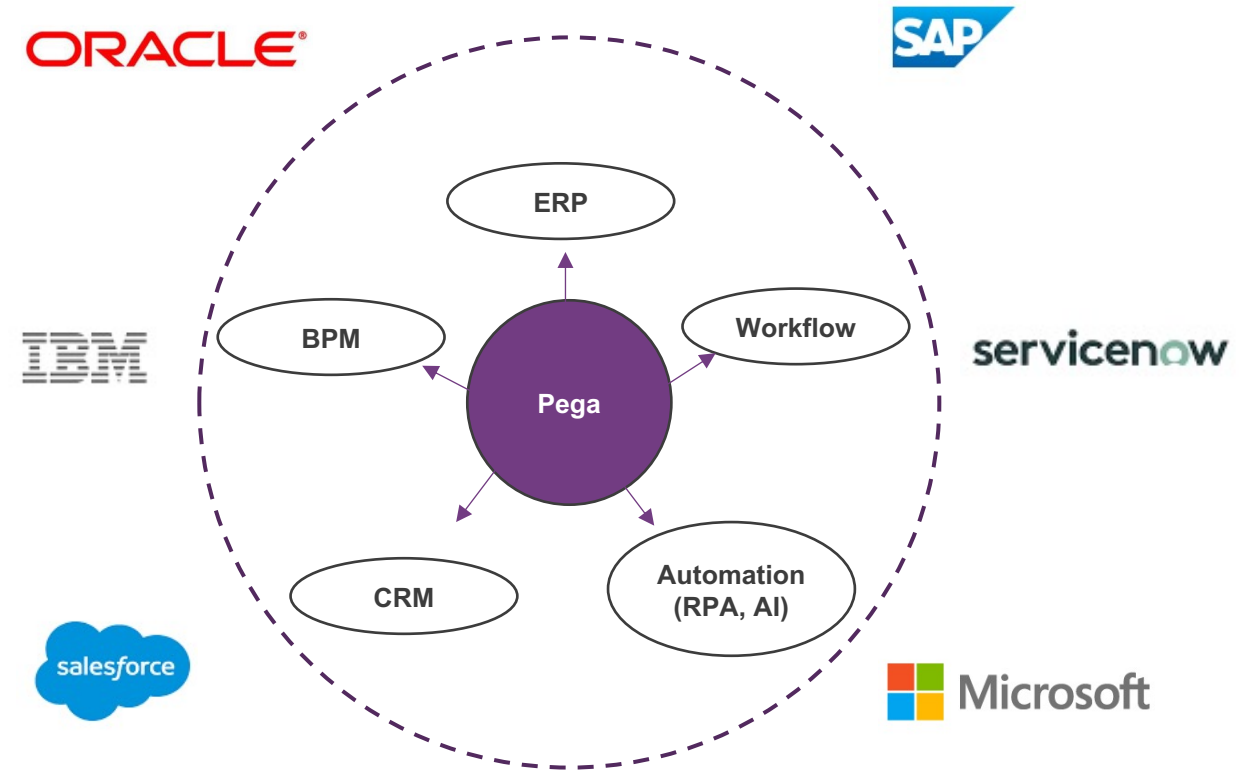 ORACLE®
SAP
ERP
BPM
Workflow
IBM
servicenow
Pega
CRM
Automation
(RPA, AI)
salesforce
Microsoft